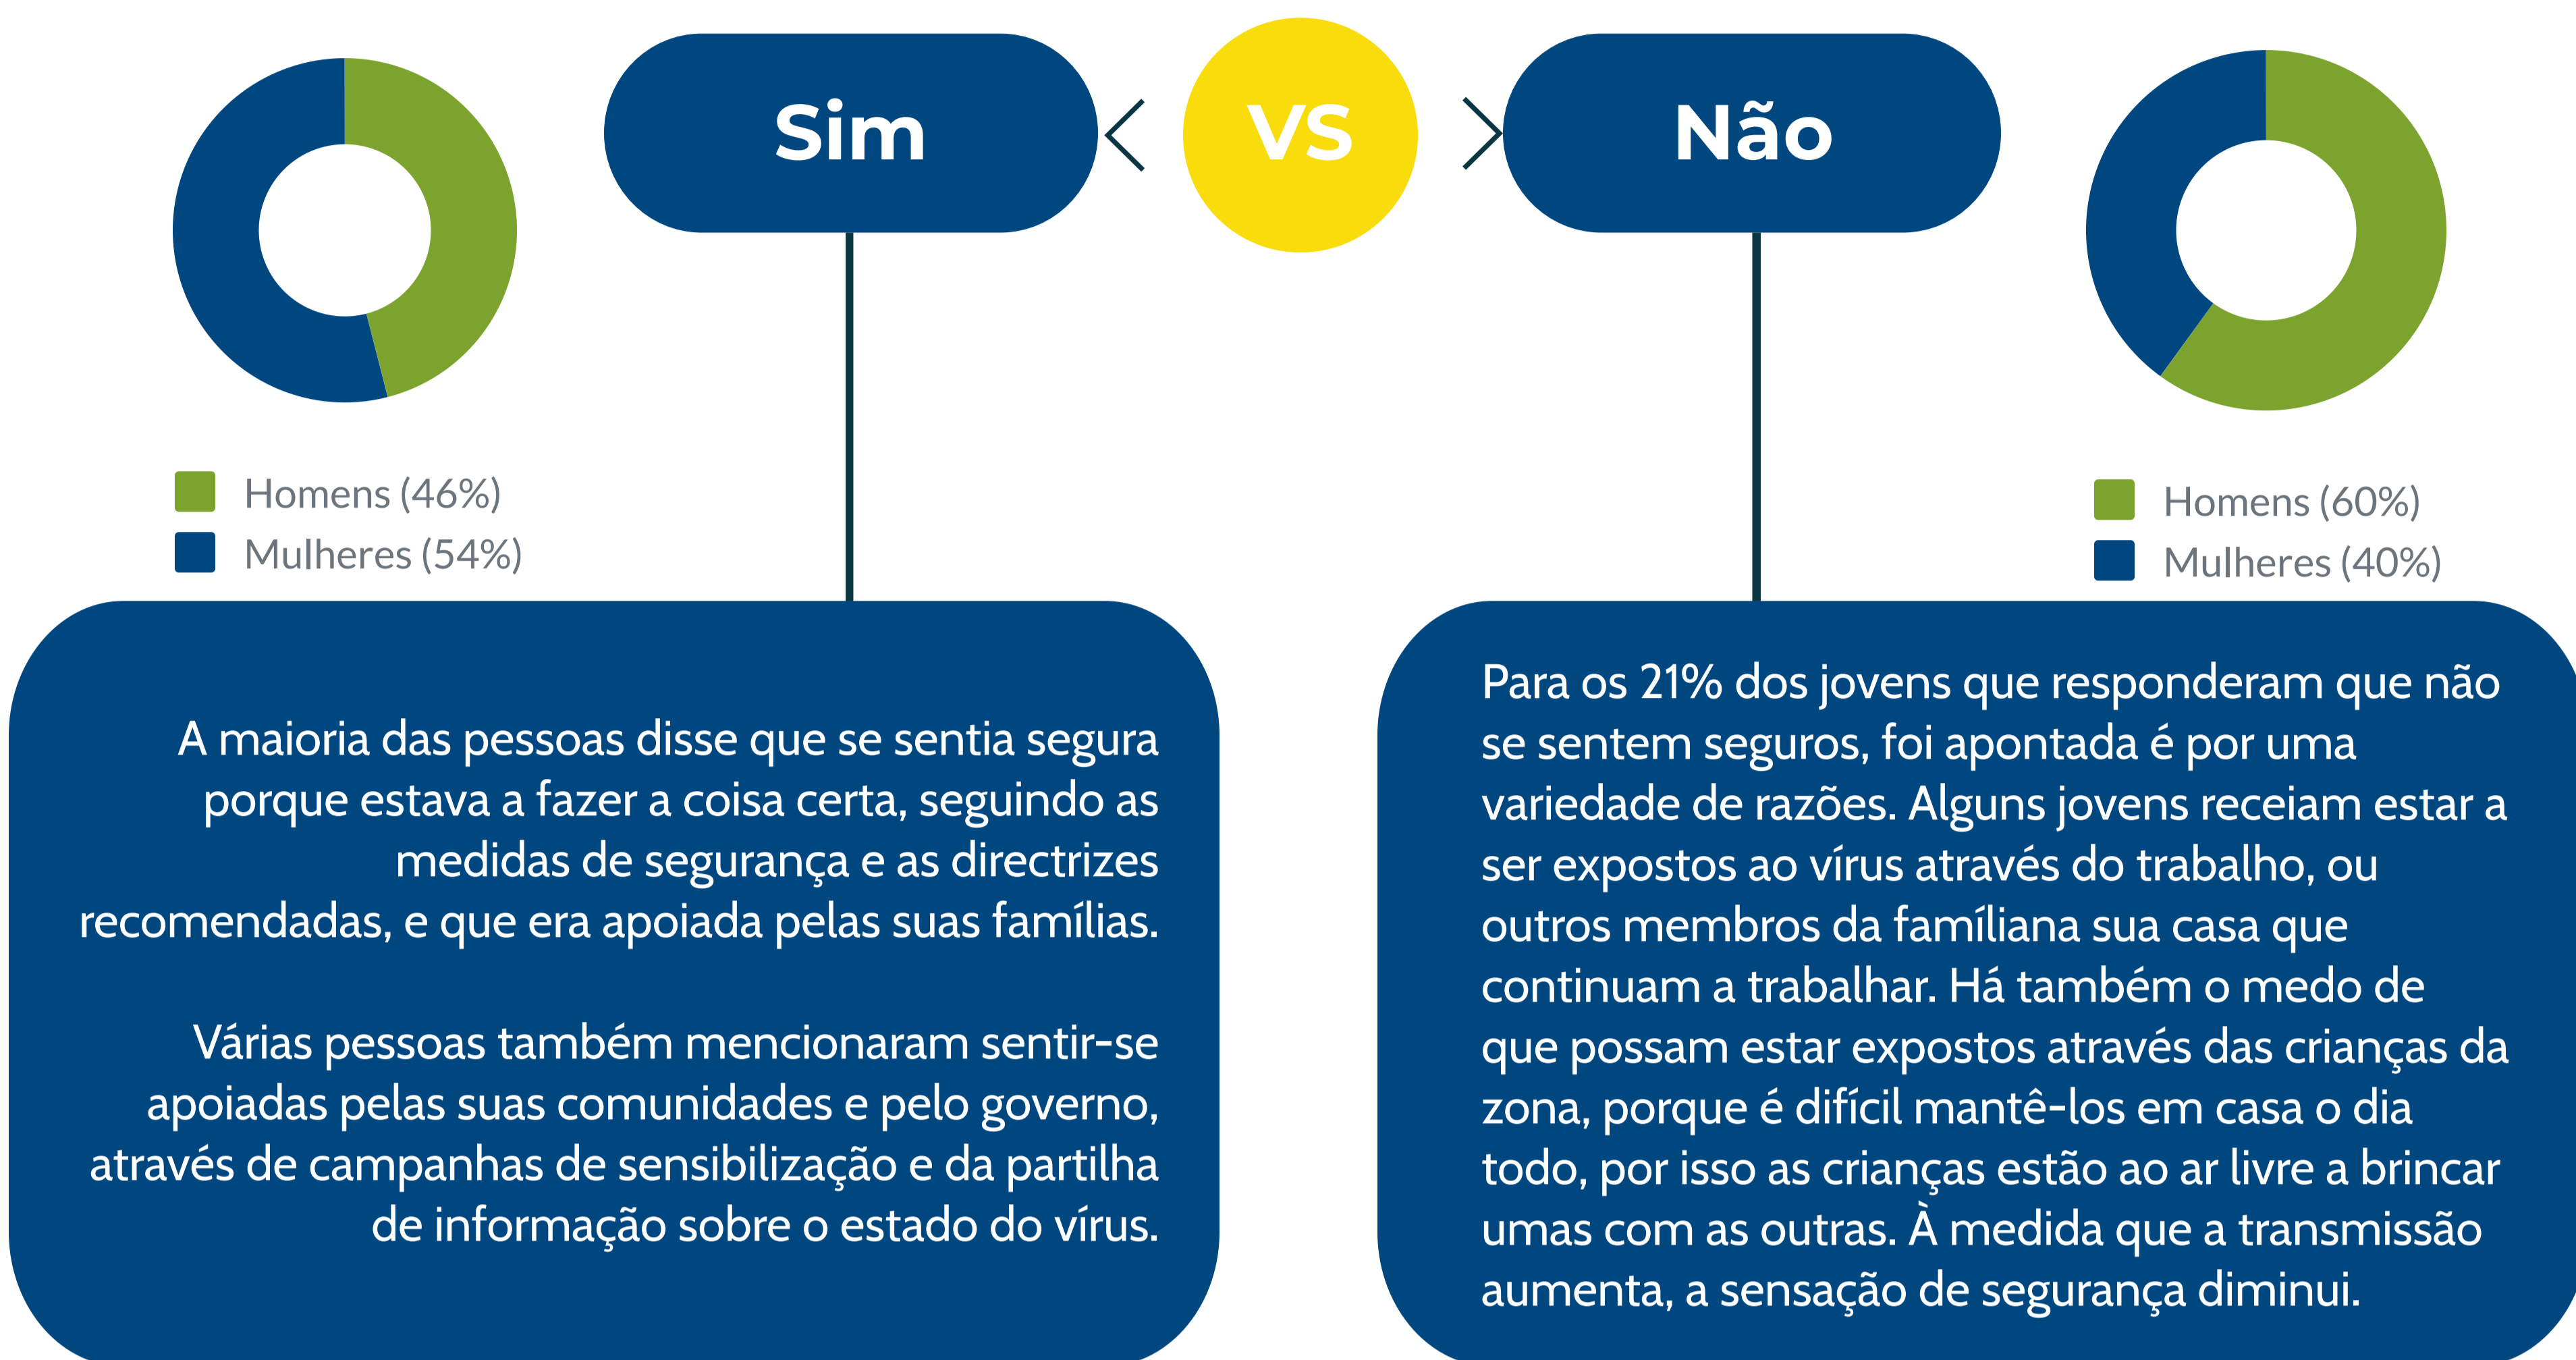 Sim
VS
Não
Homens (46%)
Mulheres (54%)
Homens (60%)
Mulheres (40%)
A maioria das pessoas disse que se sentia segura
porque estava a fazer a coisa certa, seguindo as
medidas de segurança e as directrizes
recomendadas, e que era apoiada pelas suas famílias.
Várias pessoas também mencionaram sentir-se
apoiadas pelas suas comunidades e pelo governo,
através de campanhas de sensibilização e da partilha
de informação sobre o estado do vírus.
Para os 21% dos jovens que responderam que não
se sentem seguros, foi apontada é por uma
variedade de razões. Alguns jovens receiam estar a
ser expostos ao vírus através do trabalho, ou
outros membros da famíliana sua casa que
continuam a trabalhar. Há também o medo de
que possam estar expostos através das crianças da
zona, porque é difícil mantê-los em casa o dia
todo, por isso as crianças estão ao ar livre a brincar
umas com as outras. À medida que a transmissão
aumenta, a sensação de segurança diminui.